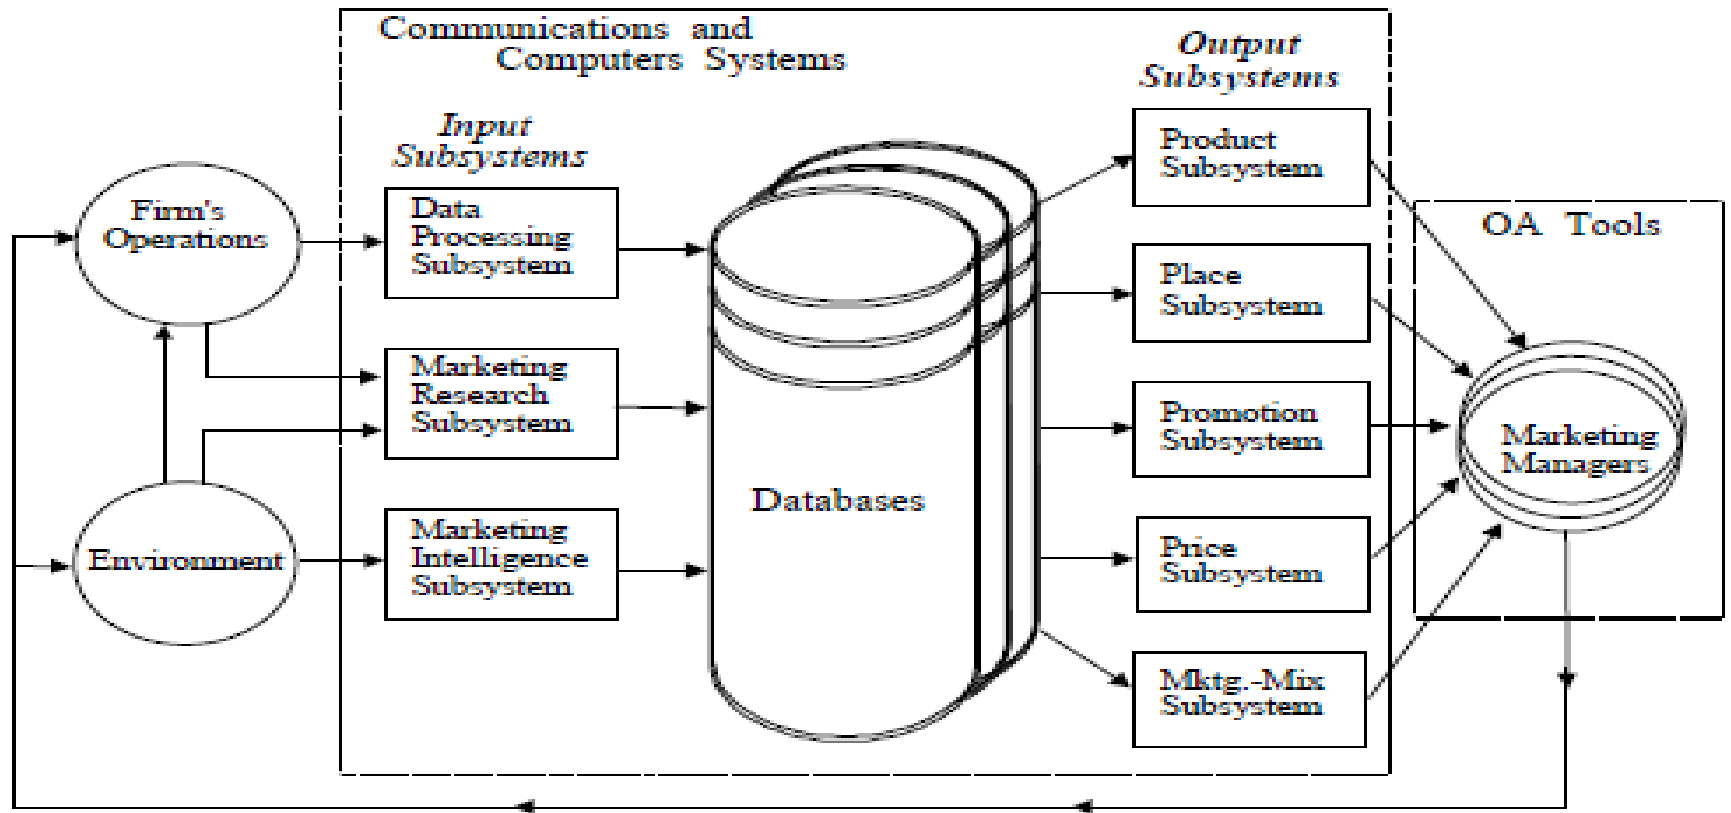 Communications and
Computers Systems
Output
Subsystems
Input
Subsystems
Firm's
Operations
Data
Processing
Subsystem
Marketing
Research
Subsystem
Environment
Marketing
Intelligence
Subsystem
Databases
Product
Subsystem
Place
Subsystem
Promotion
Subsystem
Price
Subsystem
Mktg.-Mix
Subsystem
OA Tools
Marketing
Managers